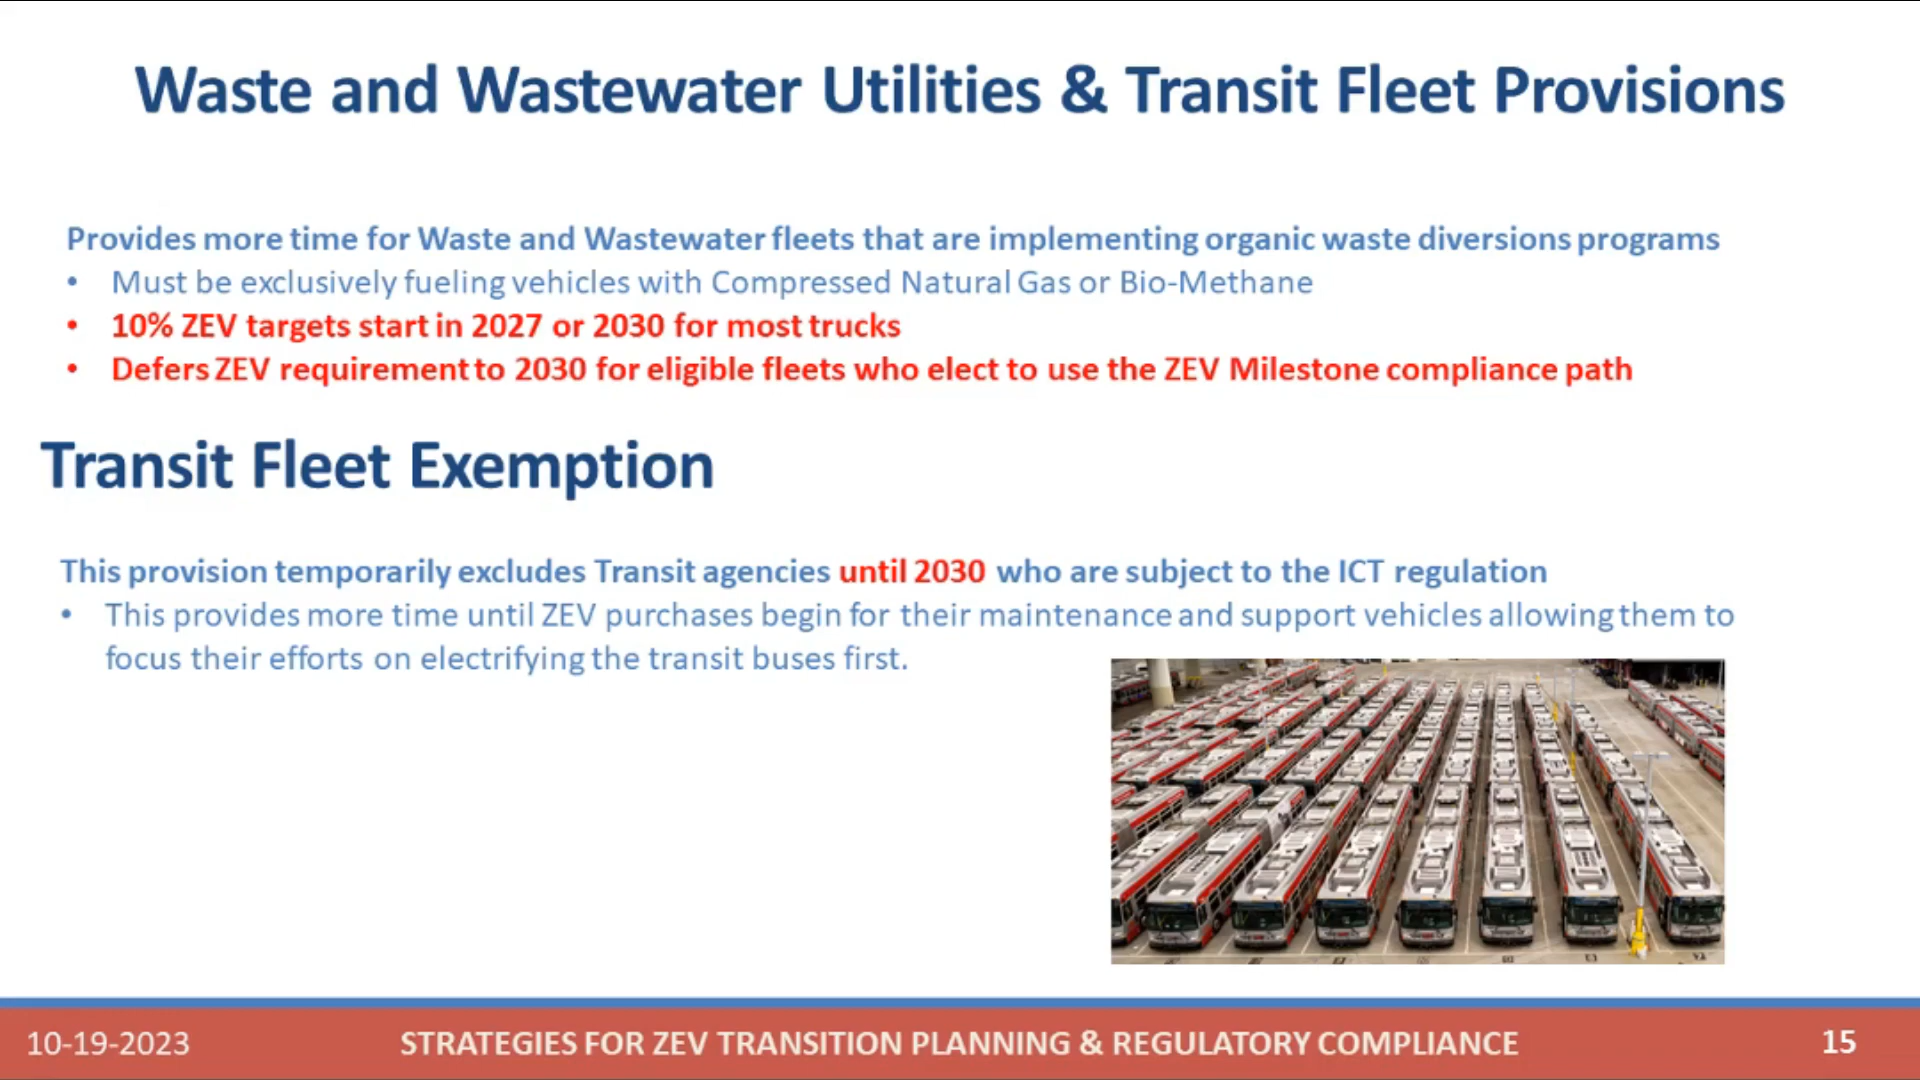 Waste and Wastewater Utilities & Transit Fleet Provisions
Provides more time for Waste and Wastewater fleets that are implementing organic waste diversions programs
• Must be exclusively fueling vehicles with Compressed Natural Gas or Bio-Methane
• 10% ZEV targets start in 2027 or 2030 for most trucks
• Defers ZEV requirement to 2030 for eligible fleets who elect to use the ZEV Milestone compliance path
Transit Fleet Exemption
This provision temporarily excludes Transit agencies until 2030 who are subject to the ICT regulation
• This provides more time until ZEV purchases begin for their maintenance and support vehicles allowing them to
focus their efforts on electrifying the transit buses first.
10-19-2023
STRATEGIES FOR ZEV TRANSITION PLANNING & REGULATORY COMPLIANCE
15